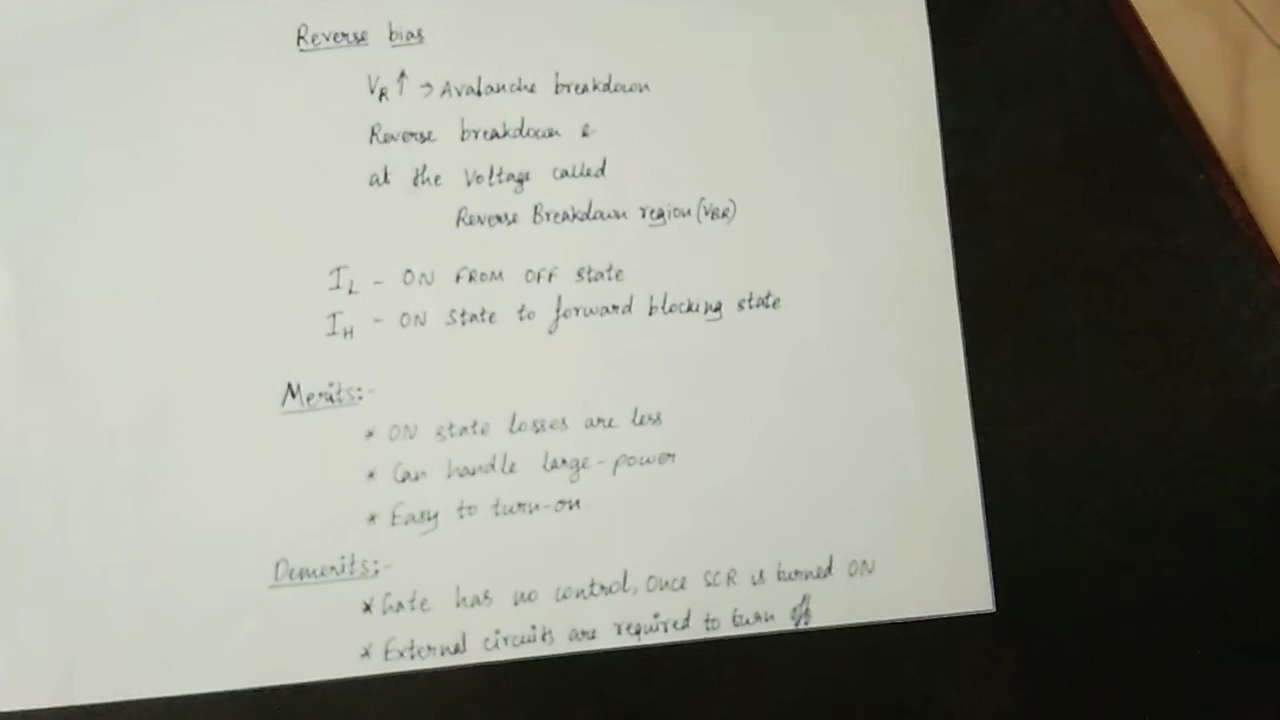 Reverse bias
VR↑ → Avalanche breakdown
Reverse breakdown &
at the Voltage called
Reverse Breakdown region (VBR)
IL - ON FROM OFF state
IH - ON state to forward blocking state
Merits:-
* ON state losses are less
* Can handle large-power
* Easy to turn-on
Demerits:-
* Gate has no control, once SCR is turned ON
* External circuits are required to turn off